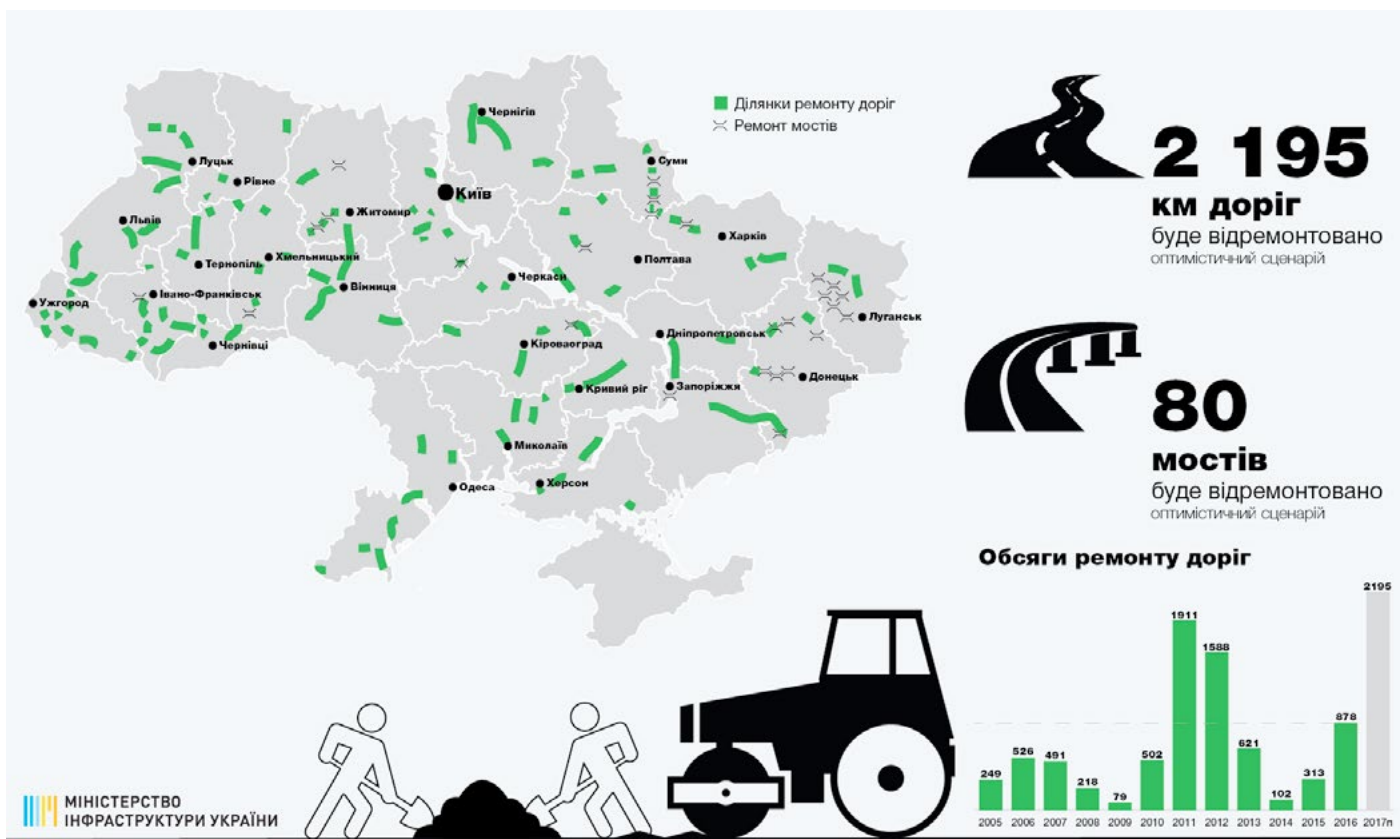 Ділянки ремонту доріг
Ремонт мостів
Чернігів
Луцьк
Рівне
Суми
Київ
Львів
Житомир
Харків
Тернопіль
Хмельницький
Полтава
Черкаси
Вінниця
Івано-Франківськ
Ужгород
Луганськ
Чернівці
Дніпропетровськ
Кіроваоград
Донецьк
Запоріжжя
Кривий ріг
Миколаїв
Одеса
Херсон
2 195
км доріг
буде відремонтовано
оптимістичний сценарій
80
мостів
буде відремонтовано
оптимістичний сценарій
Обсяги ремонту доріг
249 526 491 218 79 502 1911 1588 621 102 313 878 2195
2005 2006 2007 2008 2009 2010 2011 2012 2013 2014 2015 2016 2017п
МІНІСТЕРСТВО
ІНФРАСТРУКТУРИ УКРАЇНИ